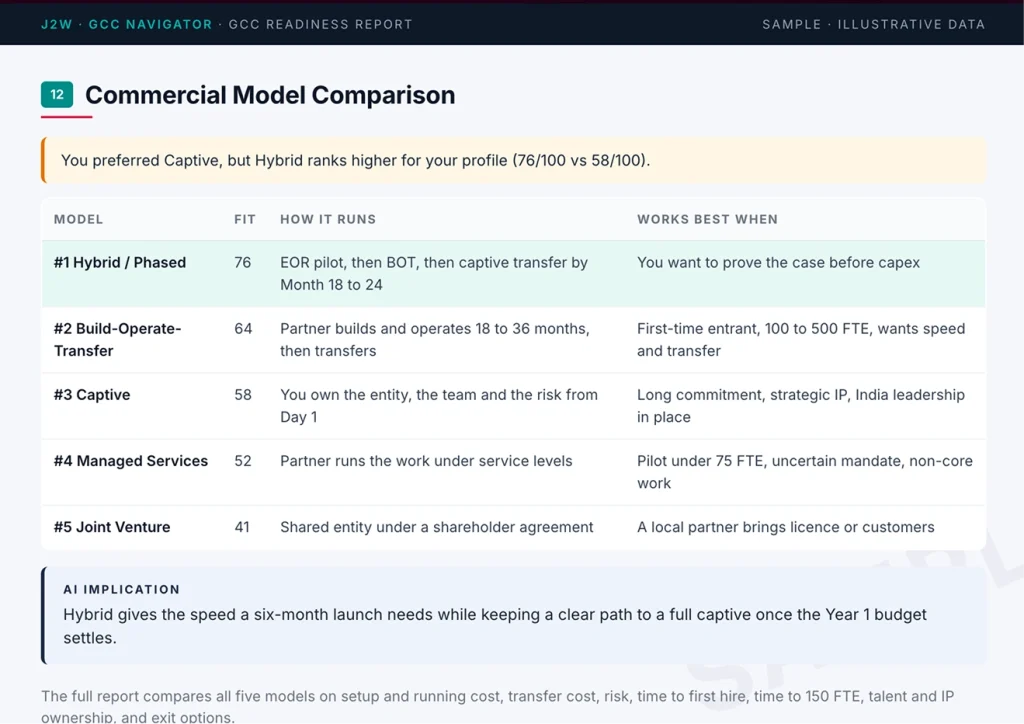 J2W · GCC NAVIGATOR · GCC READINESS REPORT
SAMPLE · ILLUSTRATIVE DATA
12
Commercial Model Comparison
You preferred Captive, but Hybrid ranks higher for your profile (76/100 vs 58/100).
MODEL FIT HOW IT RUNS WORKS BEST WHEN
#1 Hybrid / Phased 76 EOR pilot, then BOT, then captive transfer by You want to prove the case before capex
Month 18 to 24
#2 Build-Operate- 64 Partner builds and operates 18 to 36 months, First-time entrant, 100 to 500 FTE, wants speed
Transfer then transfers and transfer
#3 Captive 58 You own the entity, the team and the risk from Long commitment, strategic IP, India leadership
Day 1 in place
#4 Managed Services 52 Partner runs the work under service levels Pilot under 75 FTE, uncertain mandate, non-core
work
#5 Joint Venture 41 Shared entity under a shareholder agreement A local partner brings licence or customers
AI IMPLICATION
Hybrid gives the speed a six-month launch needs while keeping a clear path to a full captive once the Year 1 budget
settles.
The full report compares all five models on setup and running cost, transfer cost, risk, time to first hire, time to 150 FTE, talent and IP
ownership, and exit options.